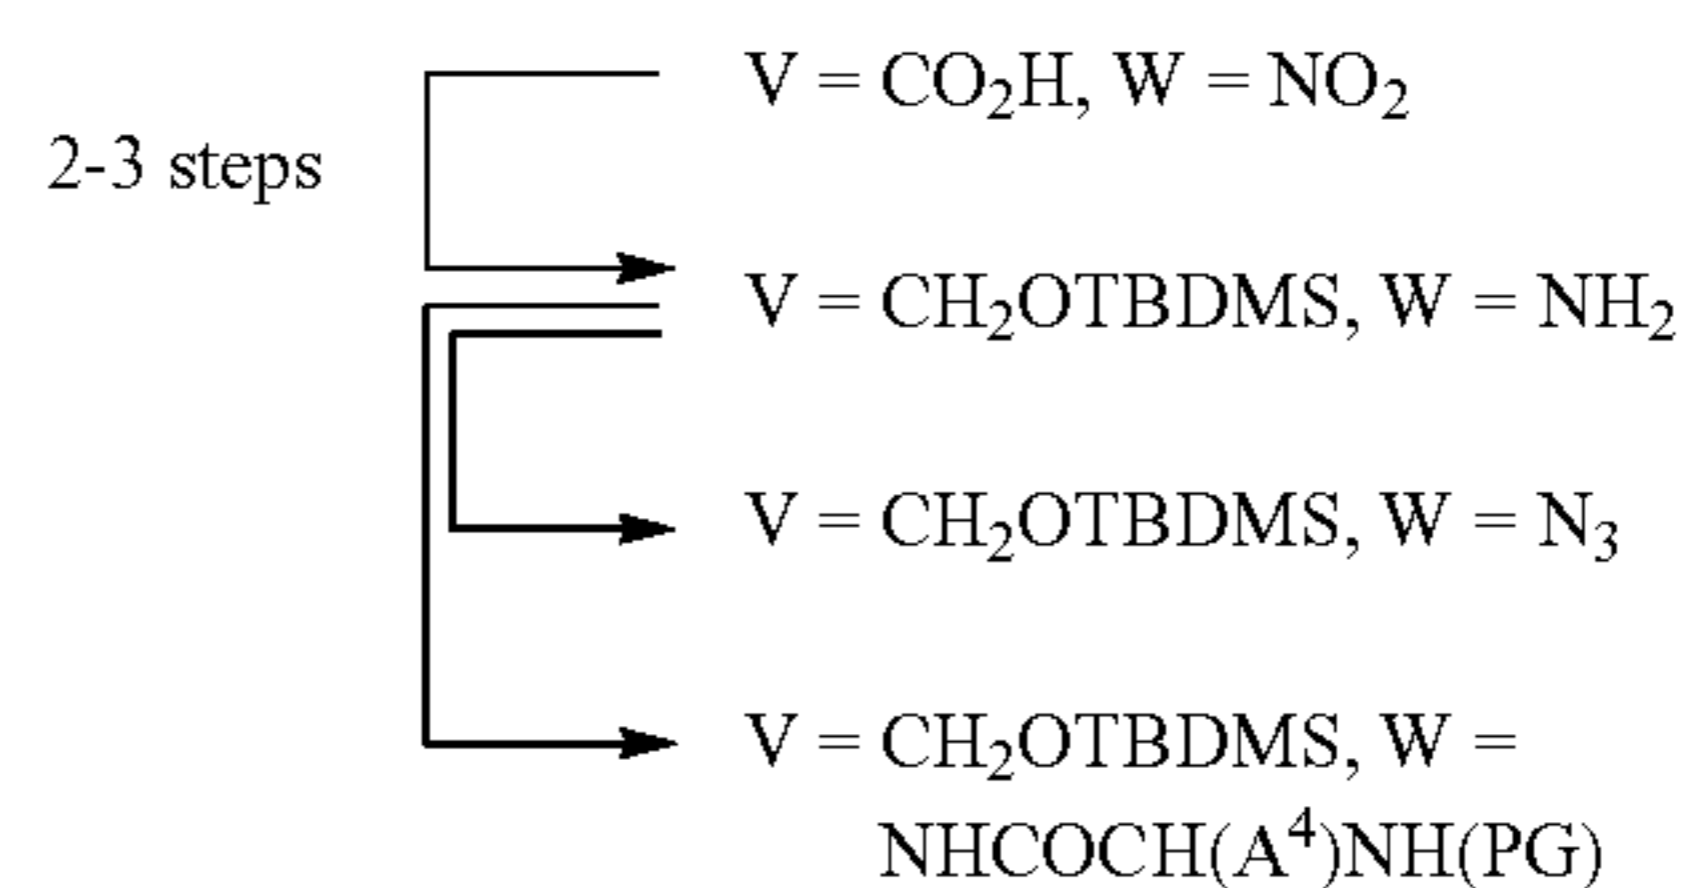 V = CO₂H, W = NO₂
2-3 steps
V = CH₂OTBDMS, W = NH₂
V = CH₂OTBDMS, W = N₃
V = CH₂OTBDMS, W =
NHCOCH(A⁴)NH(PG)